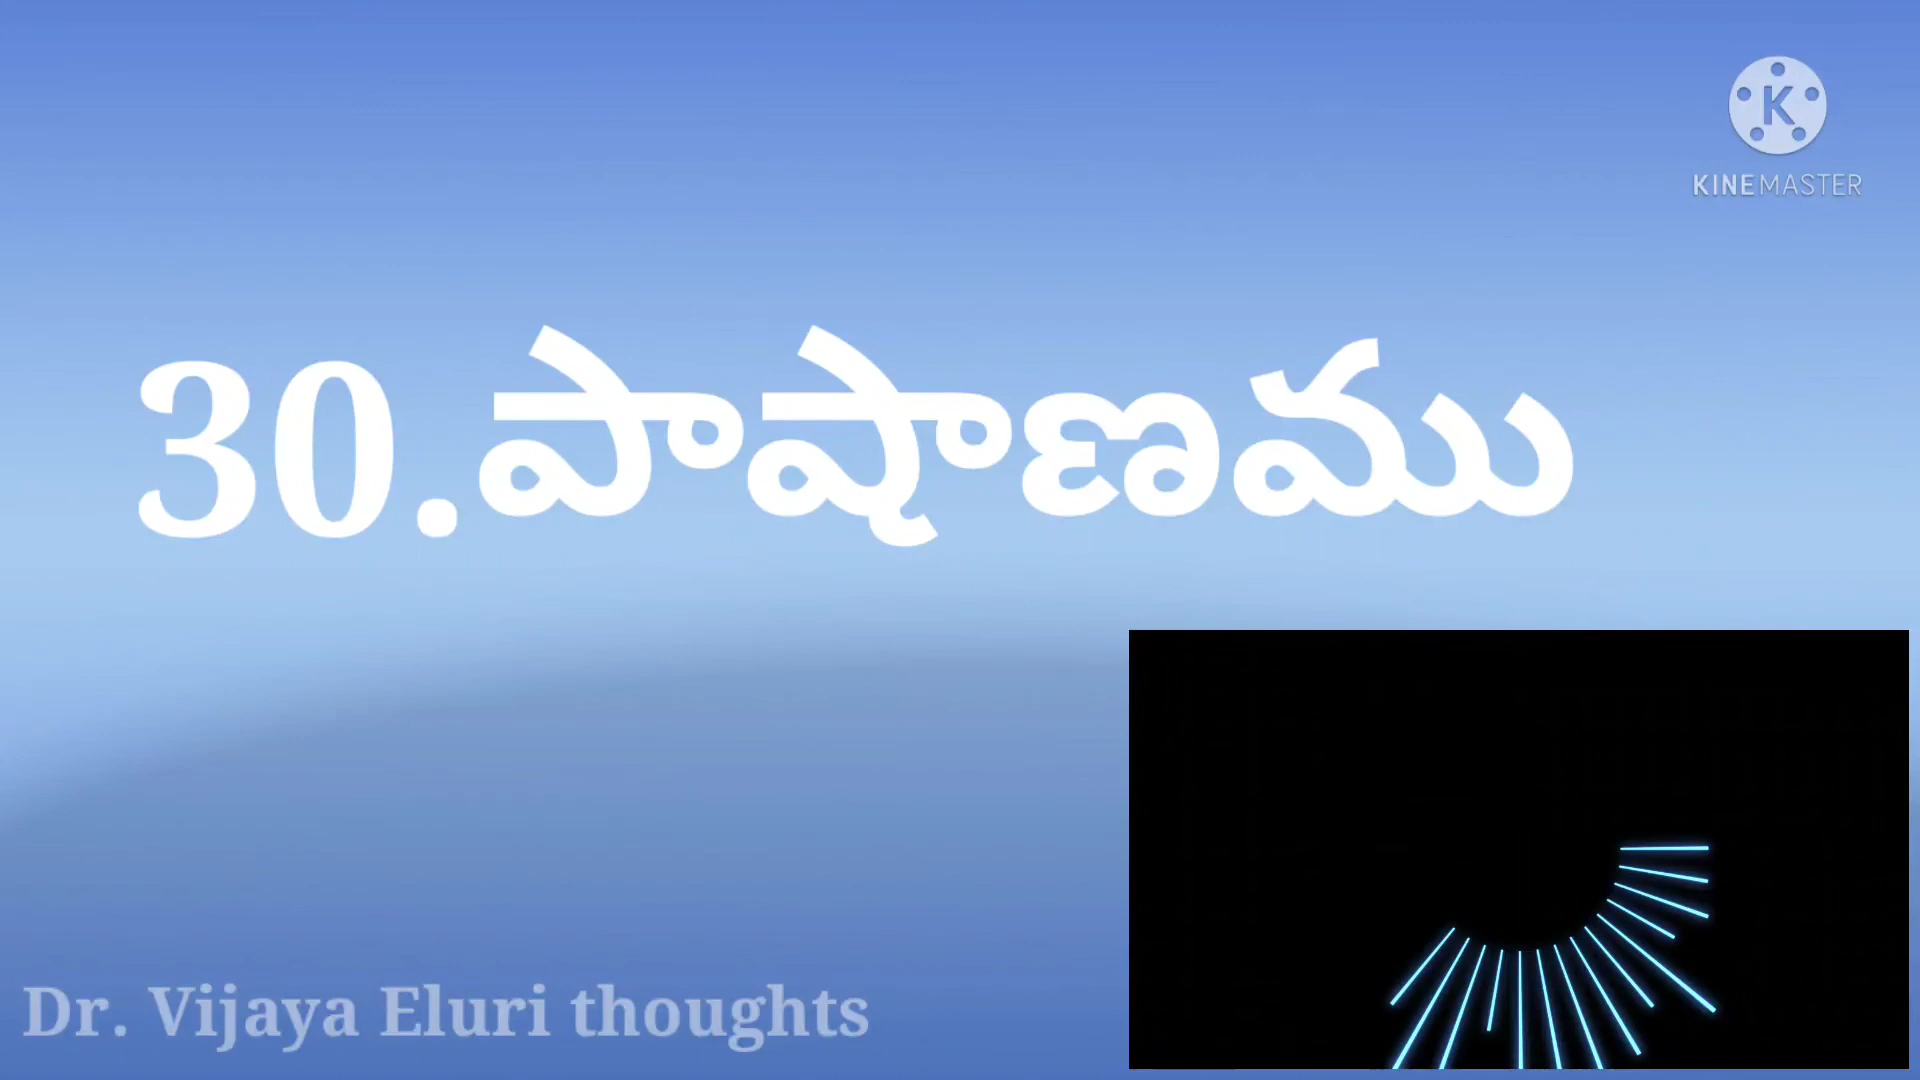 KINEMASTER
30.పాషాణము
Dr. Vijaya Eluri thoughts